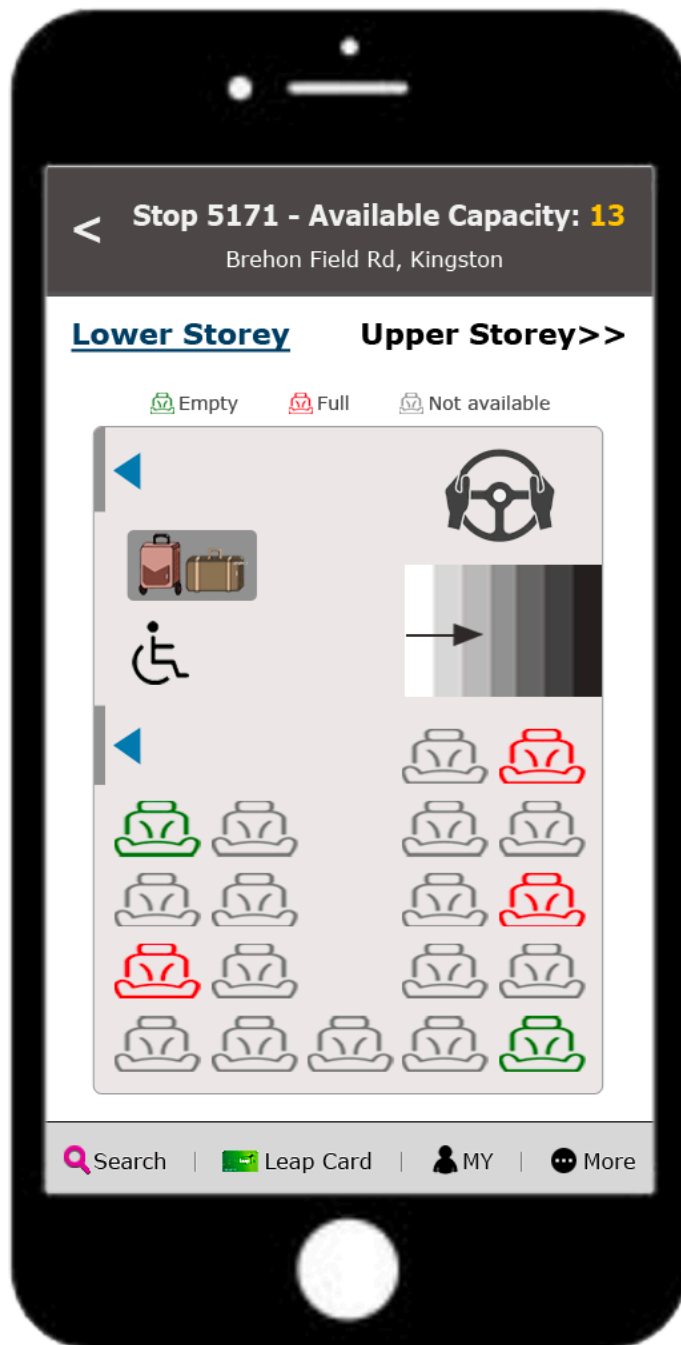 < Stop 5171 - Available Capacity: 13
Brehon Field Rd, Kingston
Lower Storey Upper Storey>>
Empty Full Not available
Search | Leap Card | MY | More